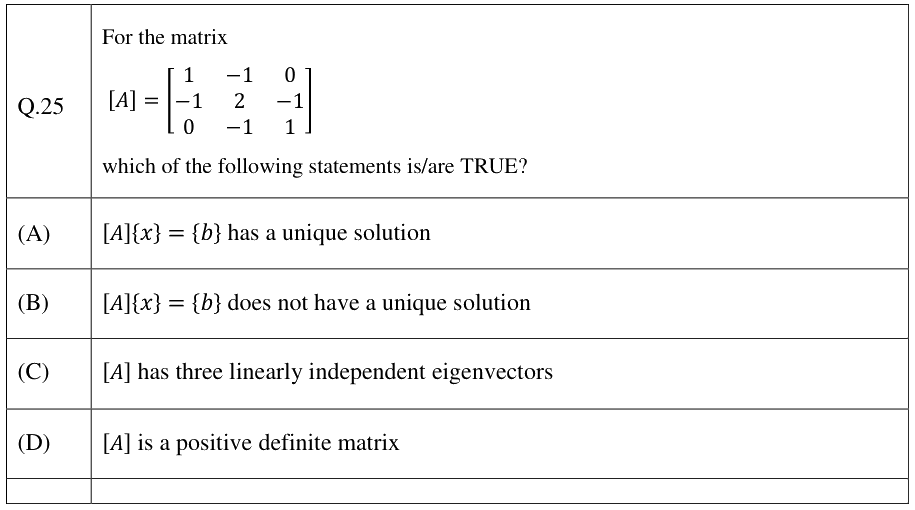 For the matrix
Q.25
[A] = [ 1 −1 0
−1 2 −1
0 −1 1 ]
which of the following statements is/are TRUE?
(A) [A]{x} = {b} has a unique solution
(B) [A]{x} = {b} does not have a unique solution
(C) [A] has three linearly independent eigenvectors
(D) [A] is a positive definite matrix